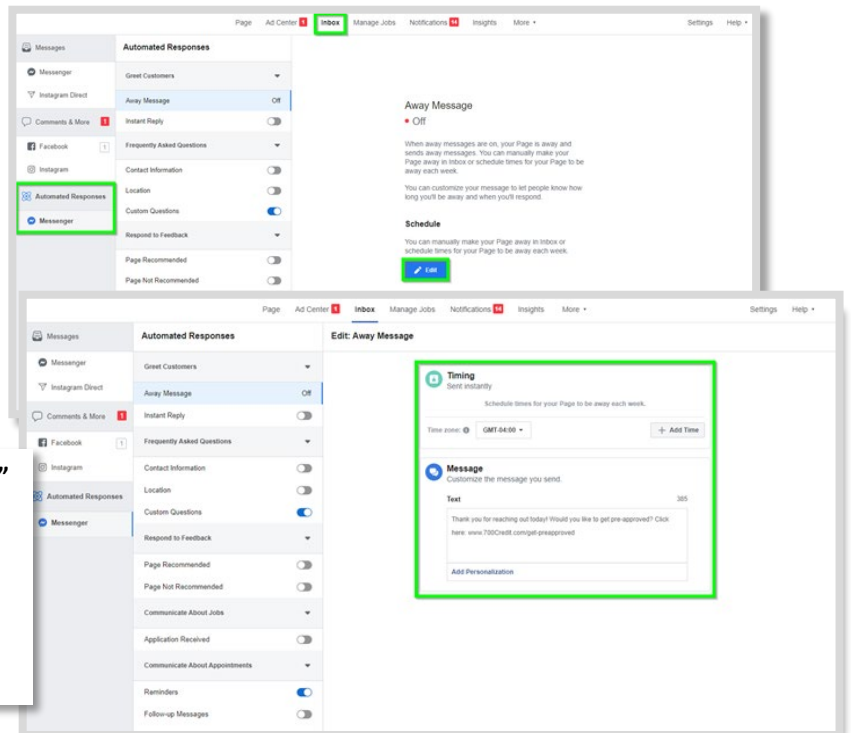 Page Ad Center 1 Inbox Manage Jobs Notifications 14 Insights More Settings Help
Messages
Messenger
Instagram Direct
Comments & More 1
Facebook 1
Instagram
Automated Responses
Messenger
Automated Responses
Greet Customers
Away Message Off
Instant Reply
Frequently Asked Questions
Contact Information
Location
Custom Questions
Respond to Feedback
Page Recommended
Page Not Recommended
Away Message
Off
When away messages are on, your Page is away and
sends away messages. You can manually make your
Page away in Inbox or schedule times for your Page to be
away each week.
You can customize your message to let people know how
long you'll be away and when you'll respond.
Schedule
You can manually make your Page away in Inbox or
schedule times for your Page to be away each week.
Edit
Page Ad Center 1 Inbox Manage Jobs Notifications 14 Insights More Settings Help
Messages
Messenger
Instagram Direct
Comments & More 1
Facebook 1
Instagram
Automated Responses
Messenger
Automated Responses
Greet Customers
Away Message Off
Instant Reply
Frequently Asked Questions
Contact Information
Location
Custom Questions
Respond to Feedback
Page Recommended
Page Not Recommended
Communicate About Jobs
Application Received
Communicate About Appointments
Reminders
Follow-up Messages
Edit: Away Message
Timing
Sent instantly
Schedule times for your Page to be away each week.
Time zone: GMT-04:00 + Add Time
Message
Customize the message you send.
Text 385
Thank you for reaching out today! Would you like to get pre-approved? Click
here: www.700Credit.com/get-preapproved
Add Personalization
”